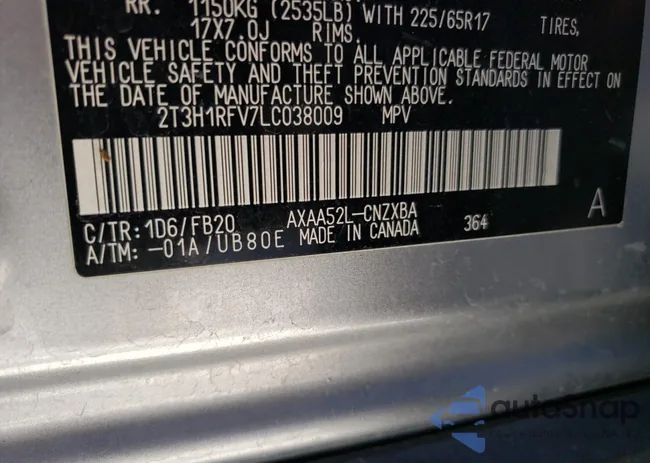 RR. 1150KG (2535LB) WITH 225/65R17 TIRES,
17X7.0J RIMS.
THIS VEHICLE CONFORMS TO ALL APPLICABLE FEDERAL MOTOR
VEHICLE SAFETY AND THEFT PREVENTION STANDARDS IN EFFECT ON
THE DATE OF MANUFACTURE SHOWN ABOVE.
2T3H1RFV7LC038009 MPV
C/TR: 1D6/FB20 AXAA52L-CNZXBA 364 A
A/TM: -01A/UB80E MADE IN CANADA
autoSnap